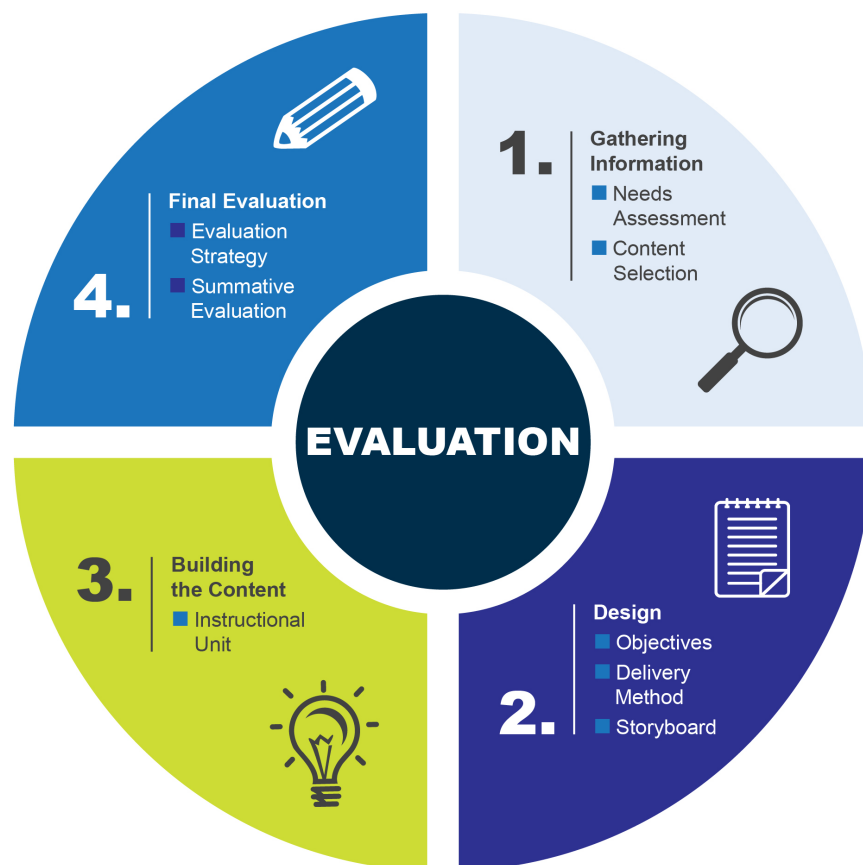 1.
Gathering
Information
Needs
Assessment
Content
Selection
2.
Design
Objectives
Delivery
Method
Storyboard
3.
Building
the Content
Instructional
Unit
4.
Final Evaluation
Evaluation
Strategy
Summative
Evaluation
EVALUATION